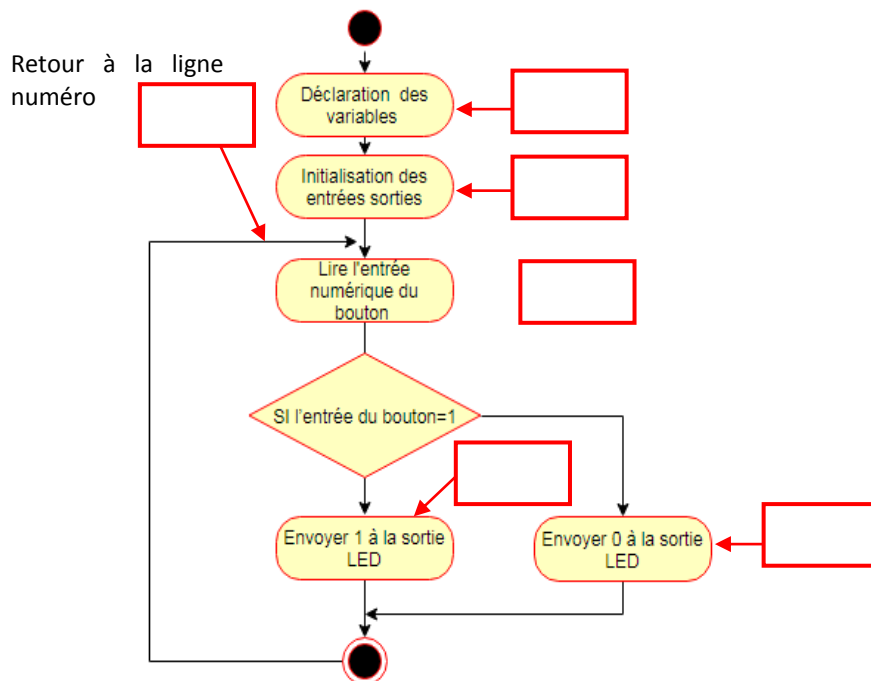 Retour à la ligne
numéro
Déclaration des
variables
Initialisation des
entrées sorties
Lire l'entrée
numérique du
bouton
SI l'entrée du bouton=1
Envoyer 1 à la sortie
LED
Envoyer 0 à la sortie
LED